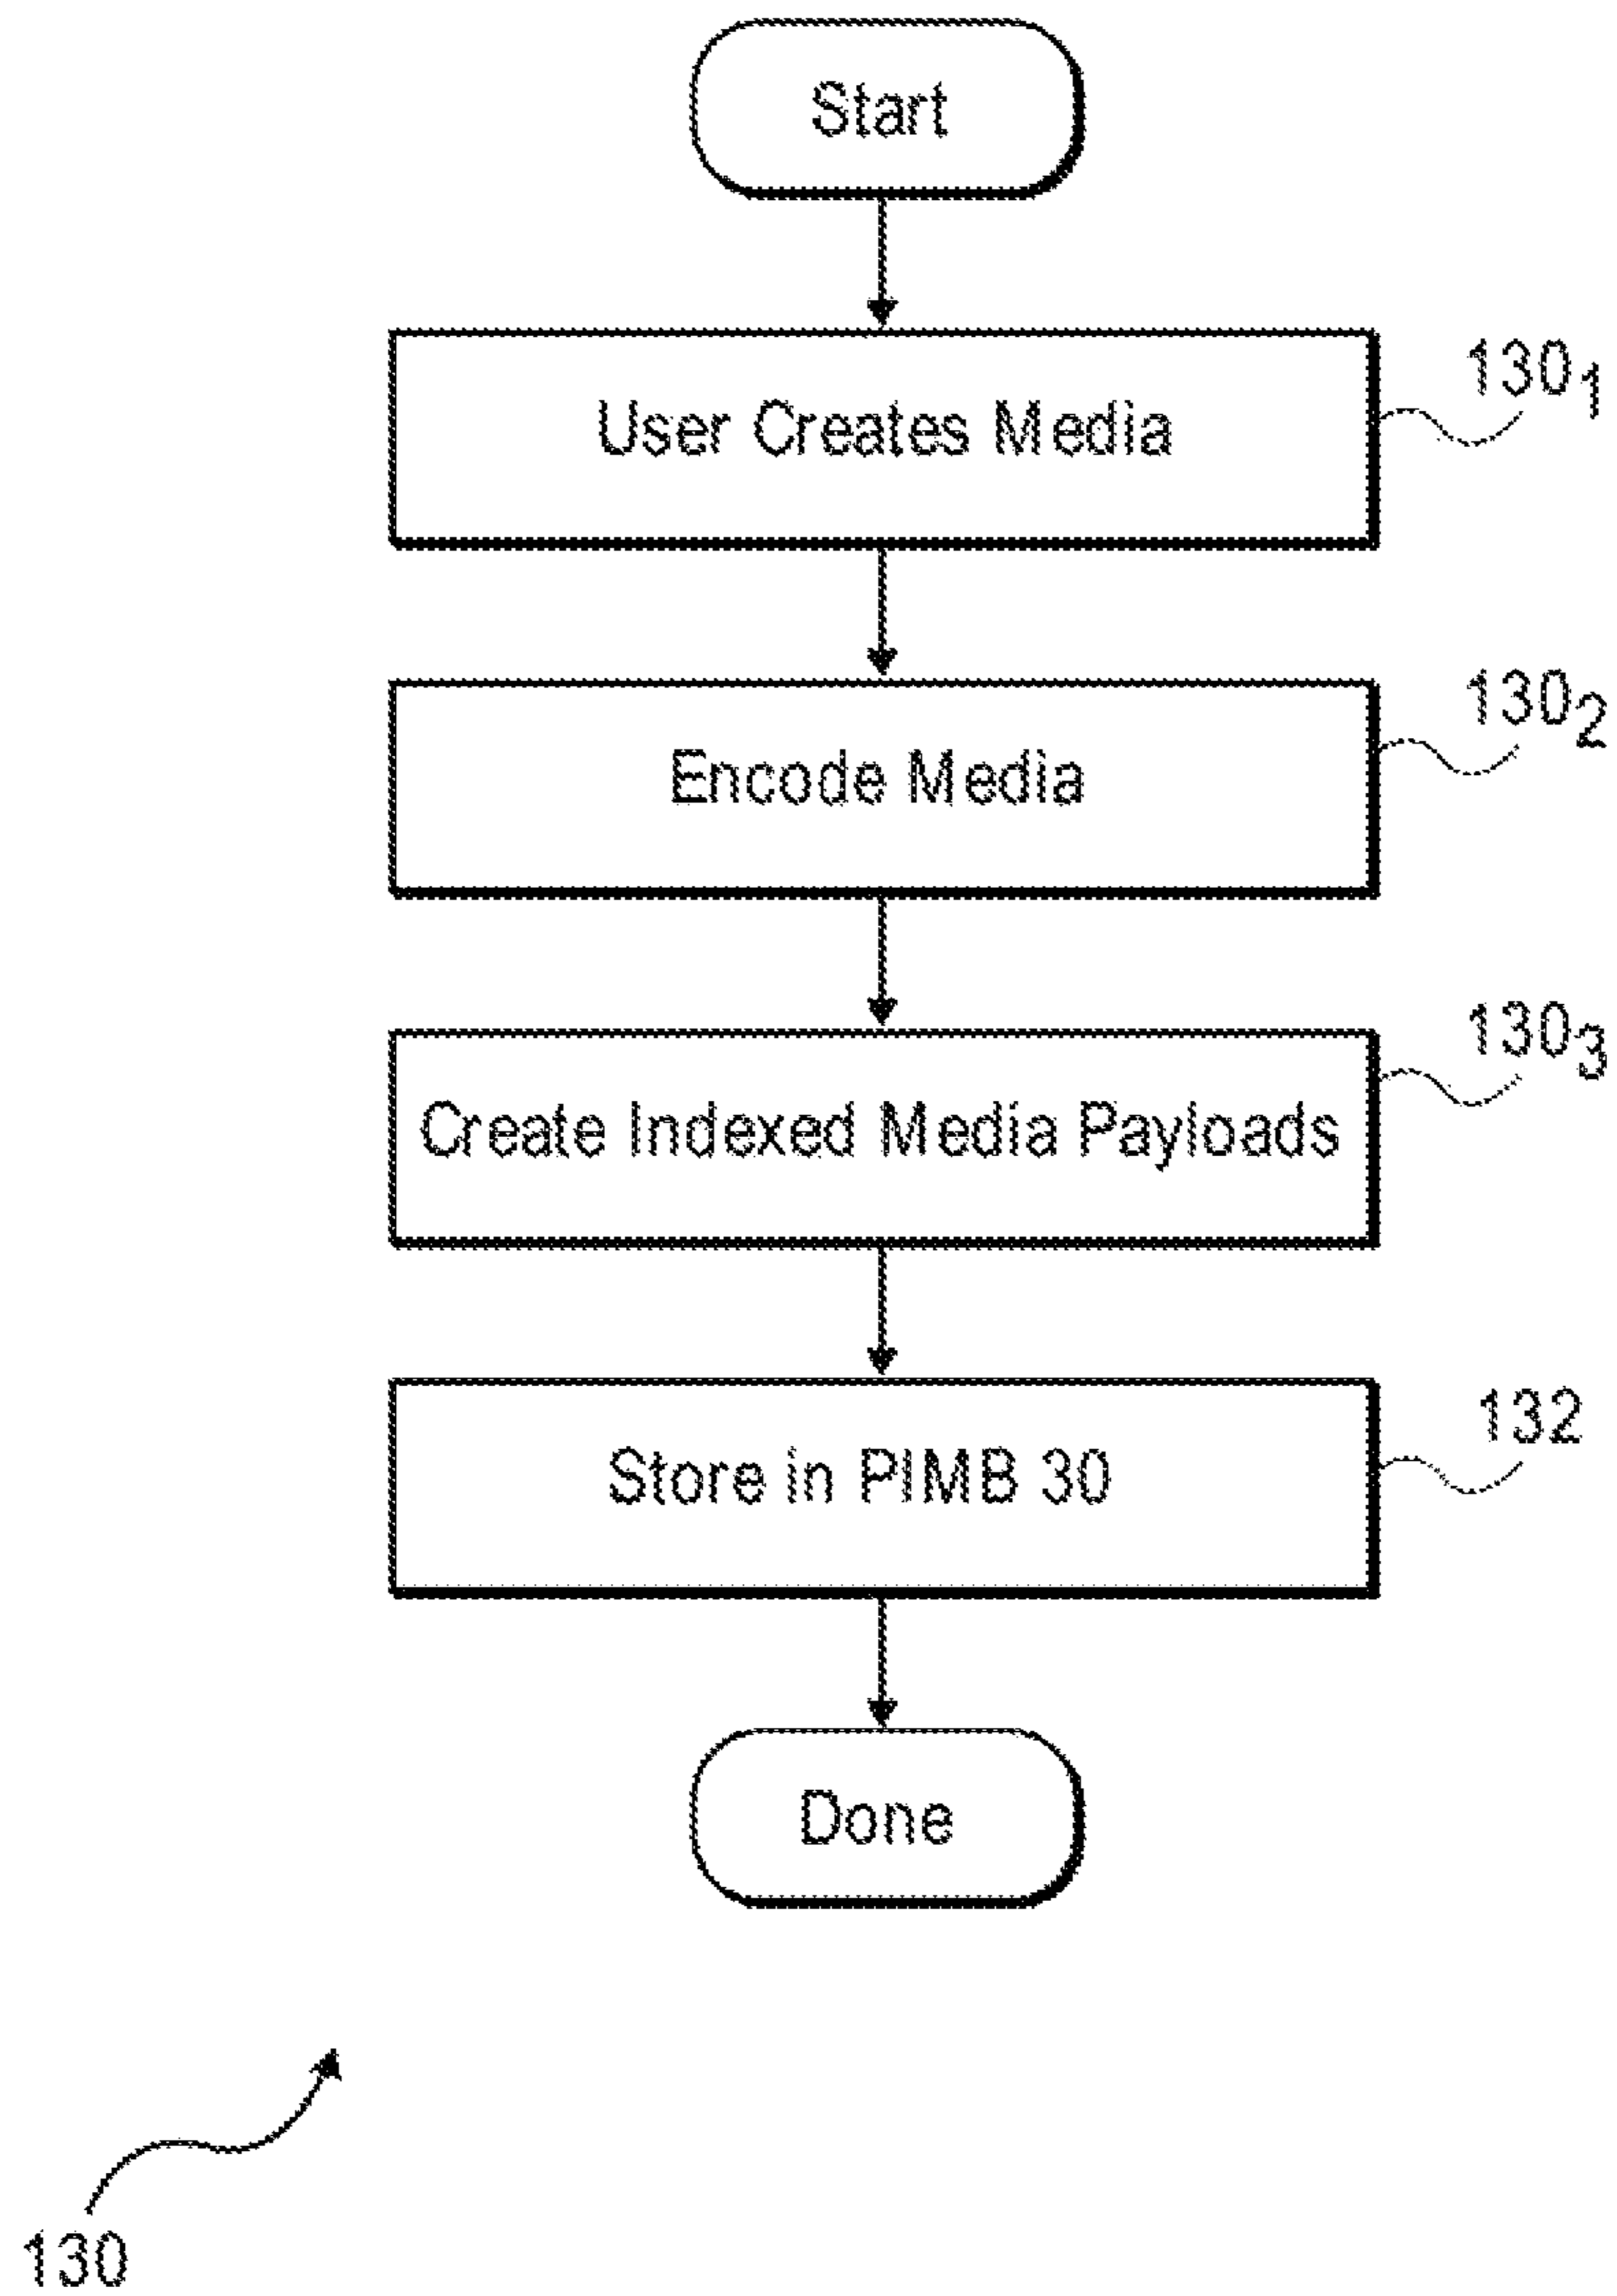 Start
User Creates Media
130₁
Encode Media
130₂
Create Indexed Media Payloads
130₃
Store in PIMB 30
132
Done
130